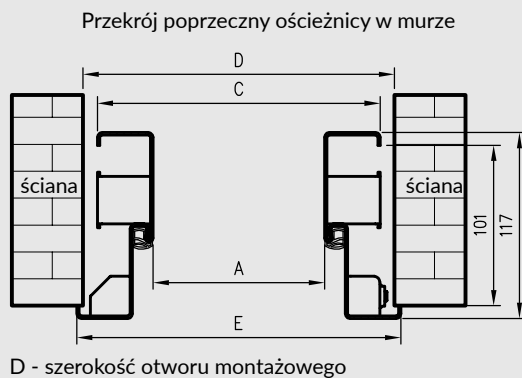 Przekrój poprzeczny ościeżnicy w murze
D
C
ściana
ściana
101
117
A
E
D - szerokość otworu montażowego